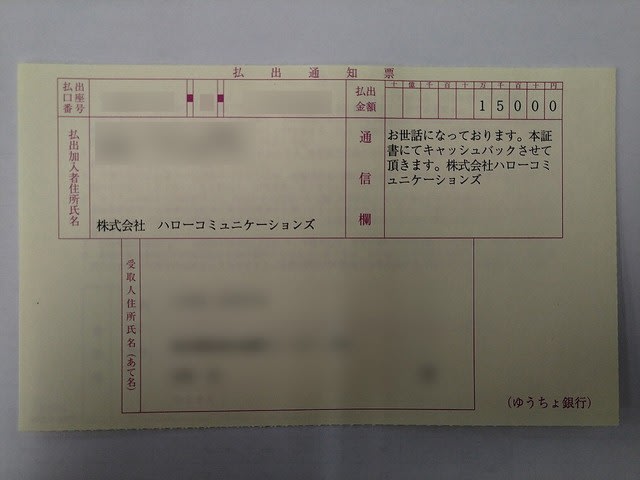 払出通知票
払出口座番号
払出金額
十億千百十万千百十円
15000
払出加入者住所氏名
株式会社 ハローコミュニケーションズ
通信欄
お世話になっております。本証
書にてキャッシュバックさせて
頂きます。株式会社ハローコミ
ュニケーションズ
受取人住所氏名(あて名)
(ゆうちょ銀行)